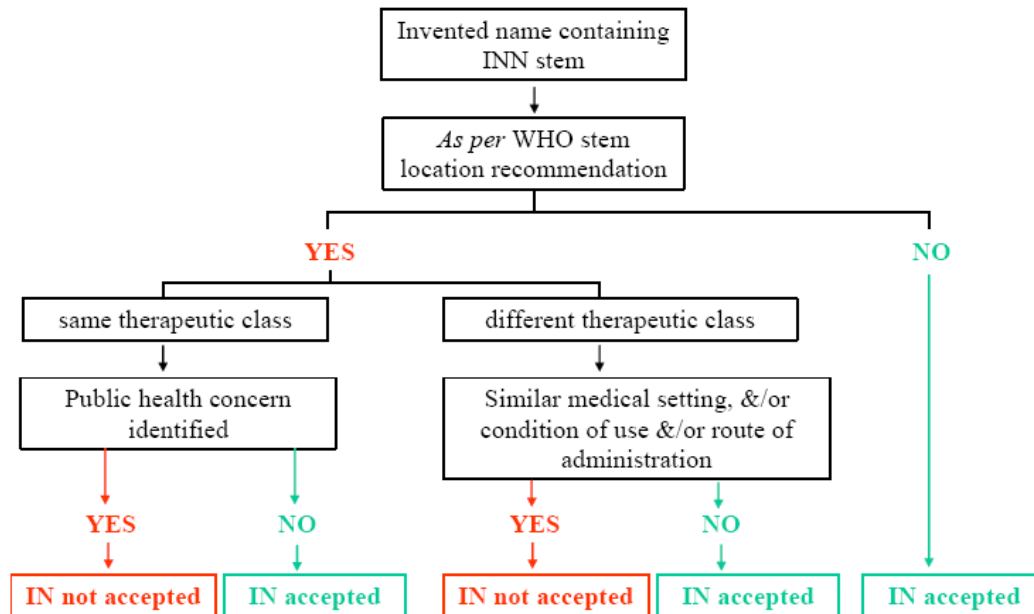 Invented name containing
INN stem
As per WHO stem
location recommendation
YES
NO
same therapeutic class
different therapeutic class
Public health concern
identified
Similar medical setting, &/or
condition of use &/or route of
administration
YES
NO
YES
NO
IN not accepted
IN accepted
IN not accepted
IN accepted
IN accepted